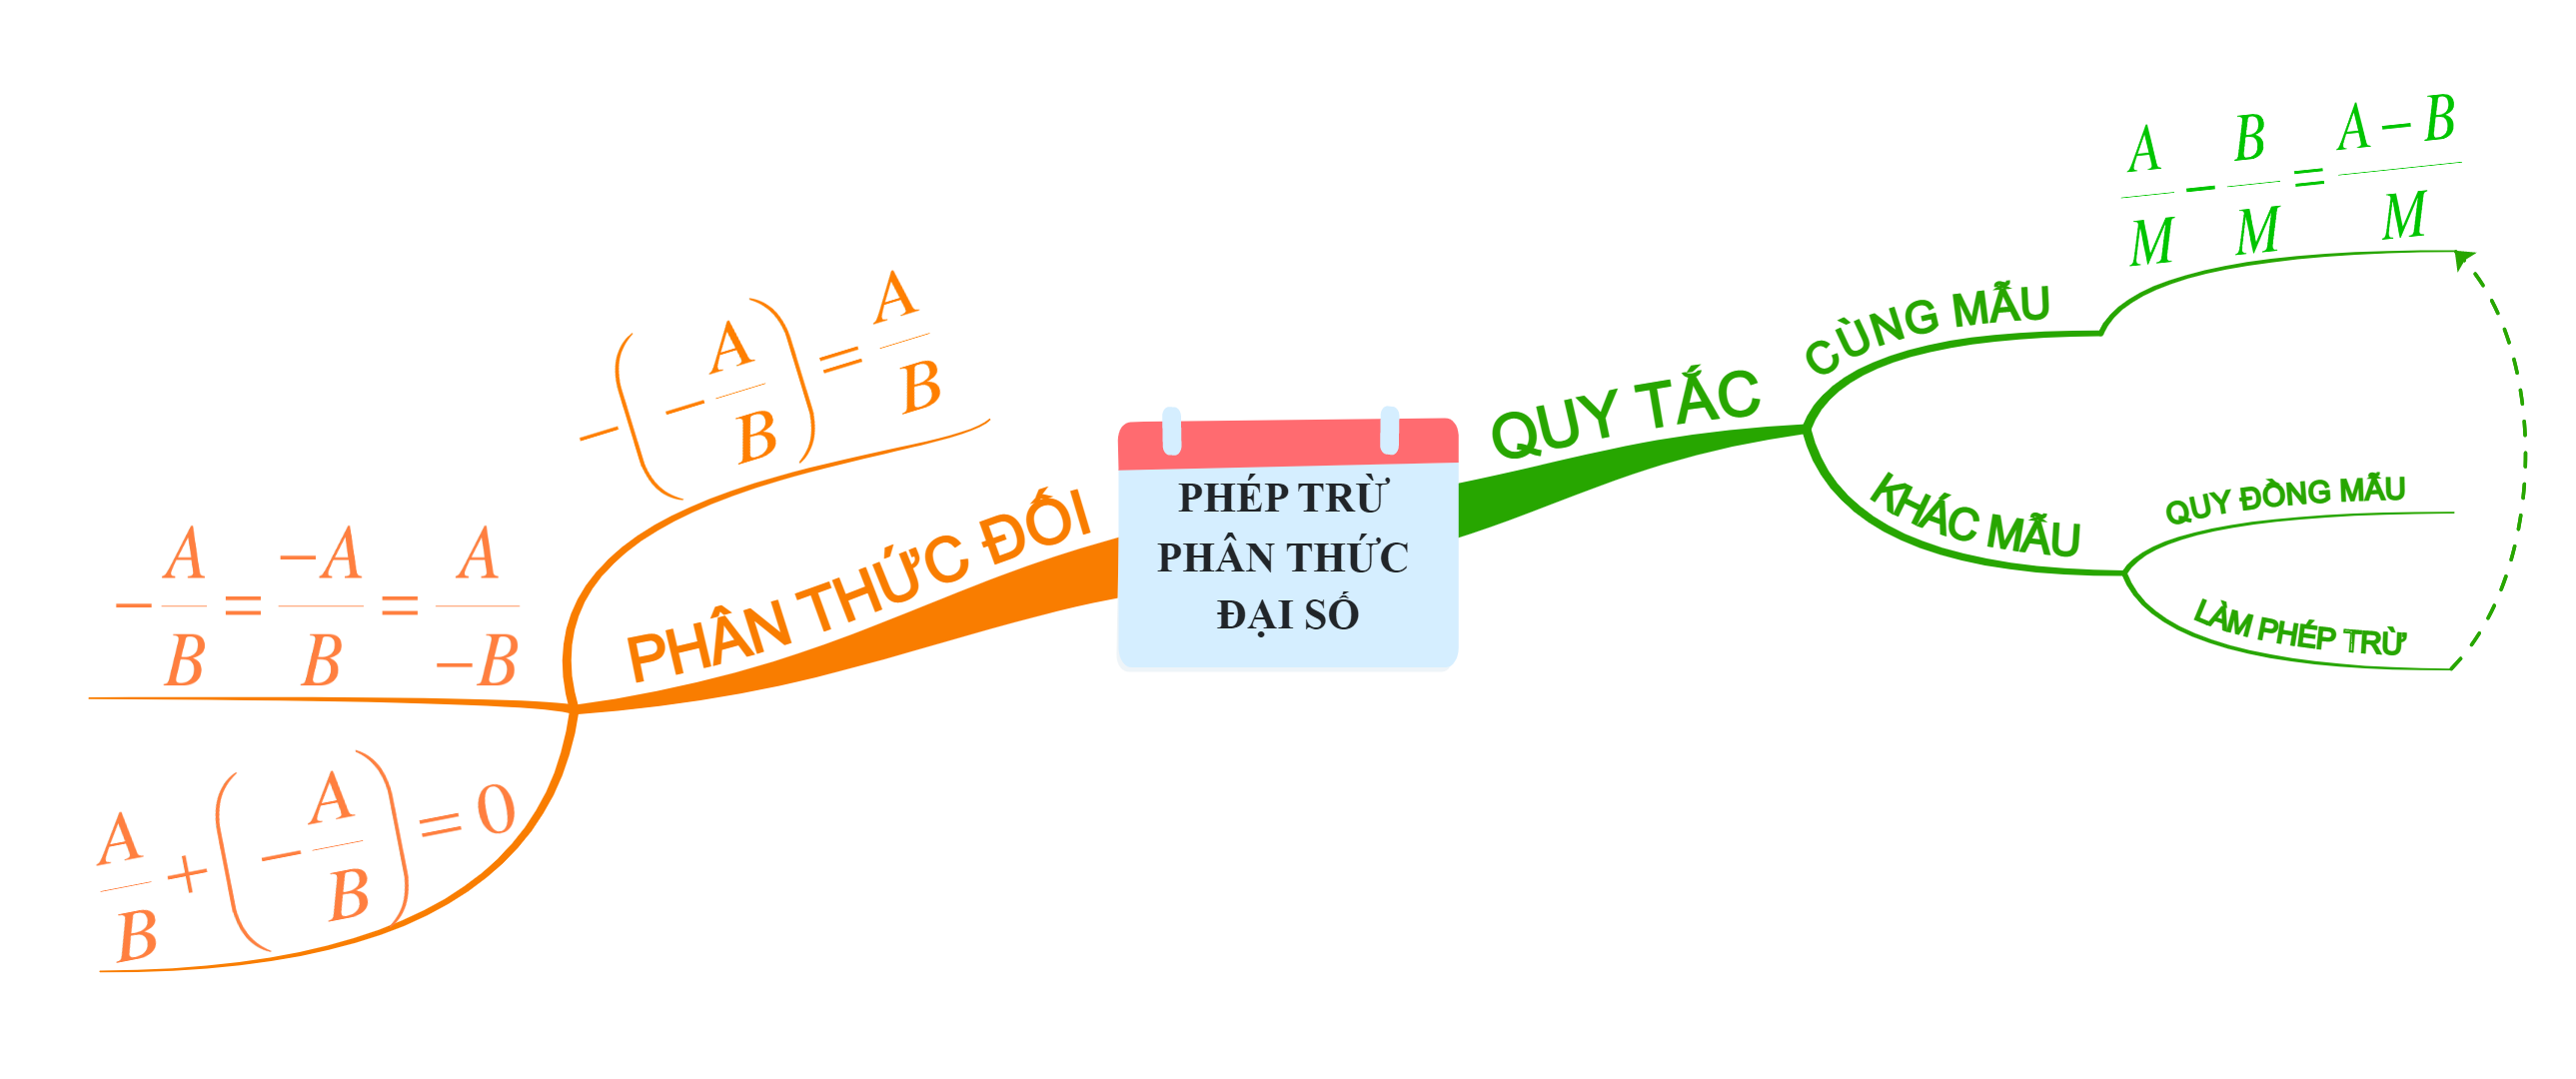 PHÉP TRỪ
PHÂN THỨC
ĐẠI SỐ
QUY TẮC
CÙNG MẪU
A/M - B/M = (A - B)/M
KHÁC MẪU
QUY ĐỒNG MẪU
LÀM PHÉP TRỪ
PHÂN THỨC ĐỐI
-(-A/B) = A/B
-A/B = -A/B = A/-B
A/B + (-A/B) = 0